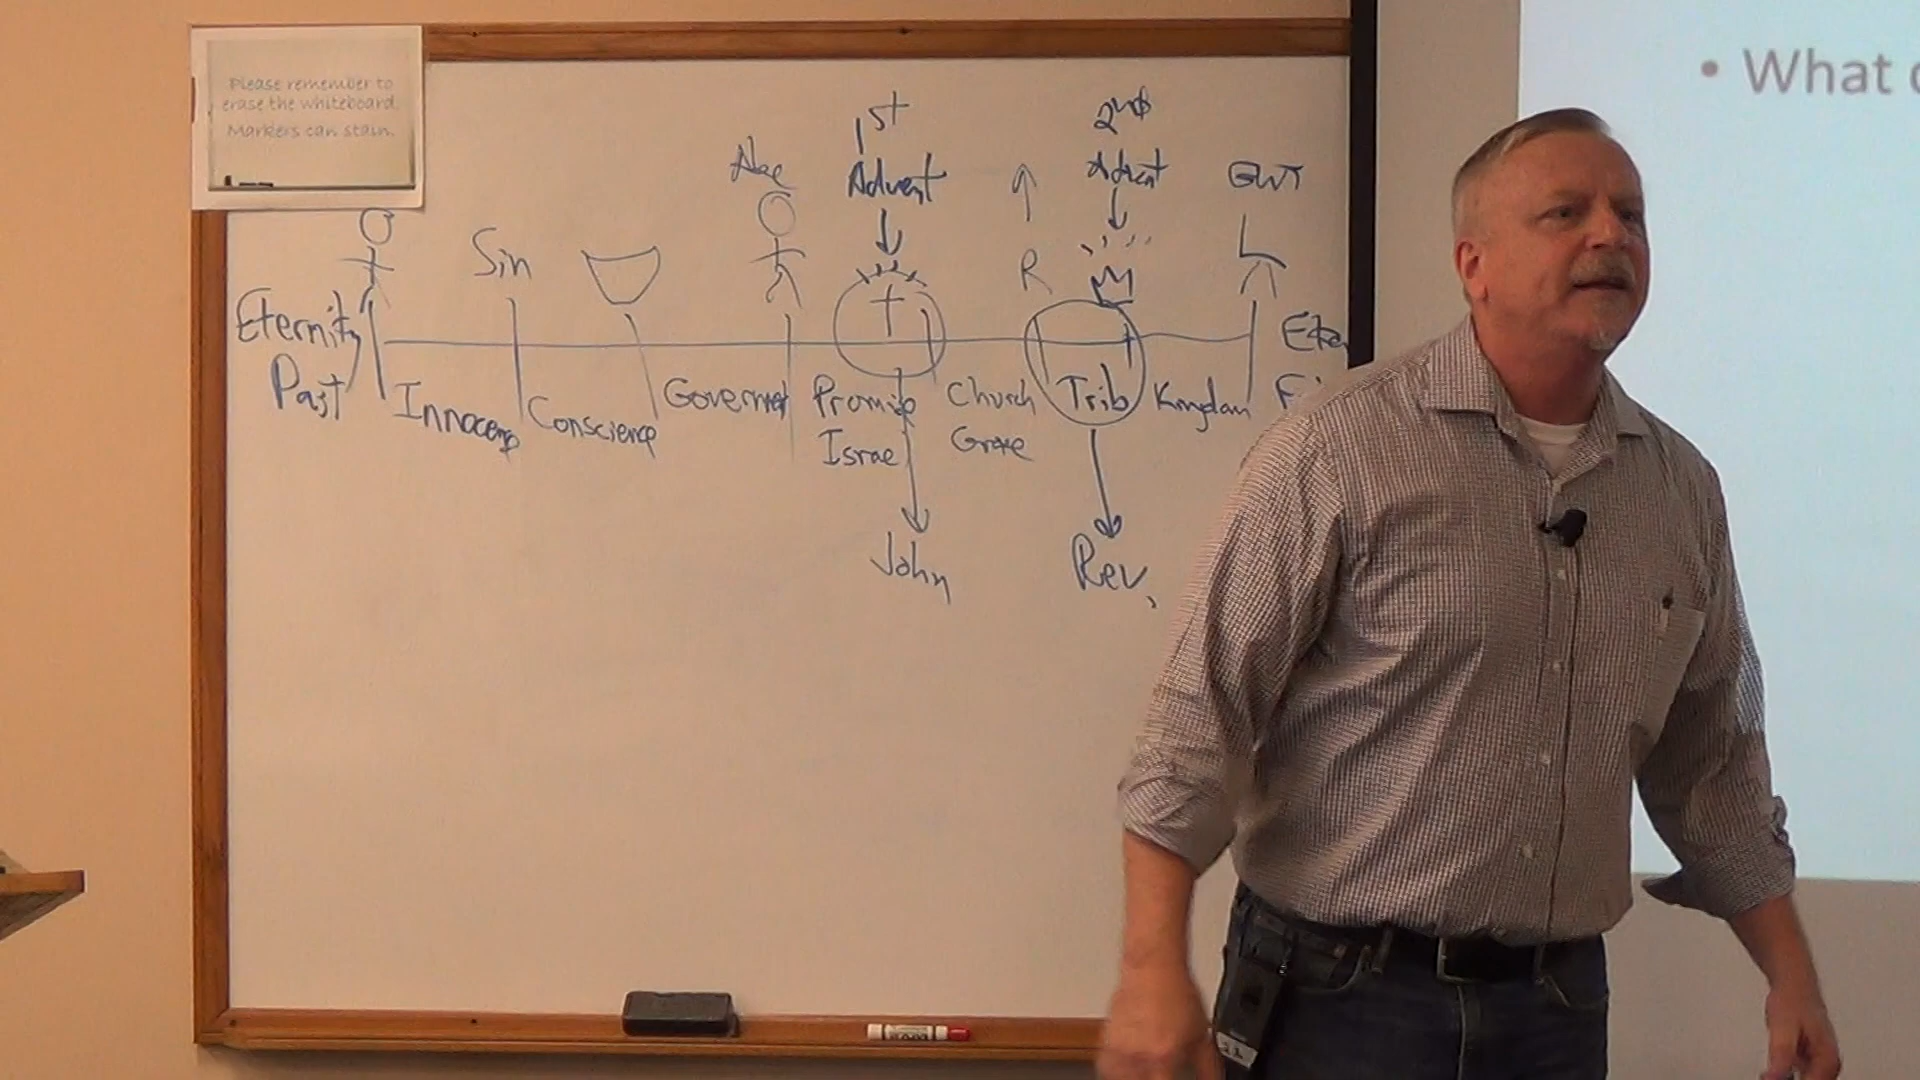 Please remember to
erase the whiteboard.
Markers can stain.
• What
1st
Advent
2nd
Advent
GWT
Sin
R
Eternity
Past
Innocence
Conscience
Government
Promise
Israel
Church
Grace
Trib
Kingdom
John
Rev.